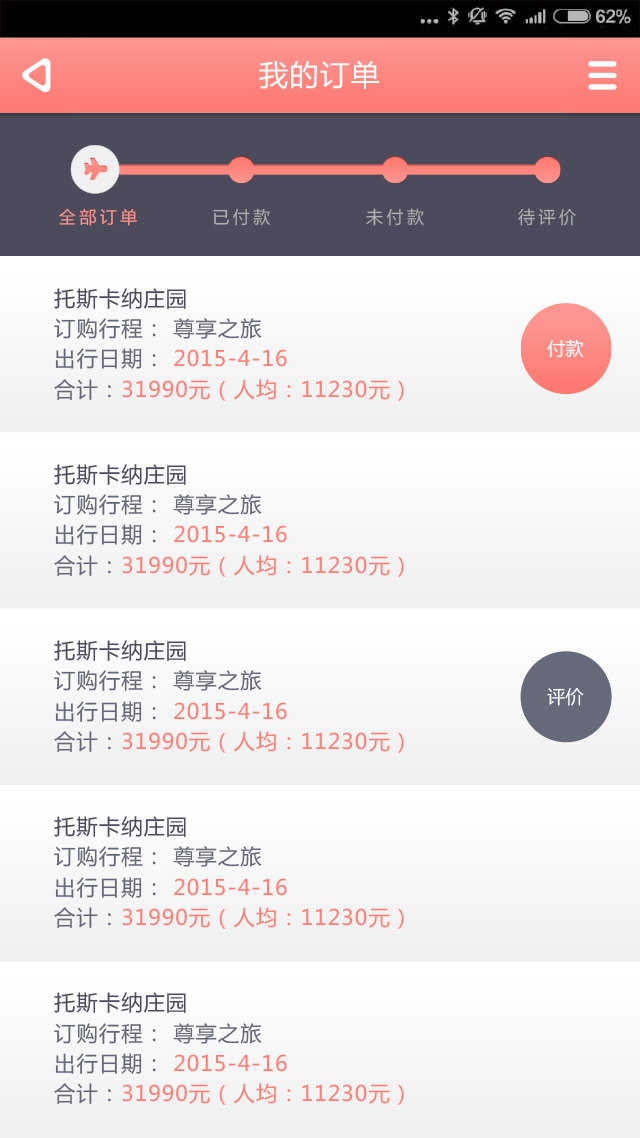 62%
我的订单
全部订单 已付款 未付款 待评价
托斯卡纳庄园
订购行程： 尊享之旅
出行日期： 2015-4-16
合计：31990元（人均：11230元）
付款
托斯卡纳庄园
订购行程： 尊享之旅
出行日期： 2015-4-16
合计：31990元（人均：11230元）
托斯卡纳庄园
订购行程： 尊享之旅
出行日期： 2015-4-16
合计：31990元（人均：11230元）
评价
托斯卡纳庄园
订购行程： 尊享之旅
出行日期： 2015-4-16
合计：31990元（人均：11230元）
托斯卡纳庄园
订购行程： 尊享之旅
出行日期： 2015-4-16
合计：31990元（人均：11230元）